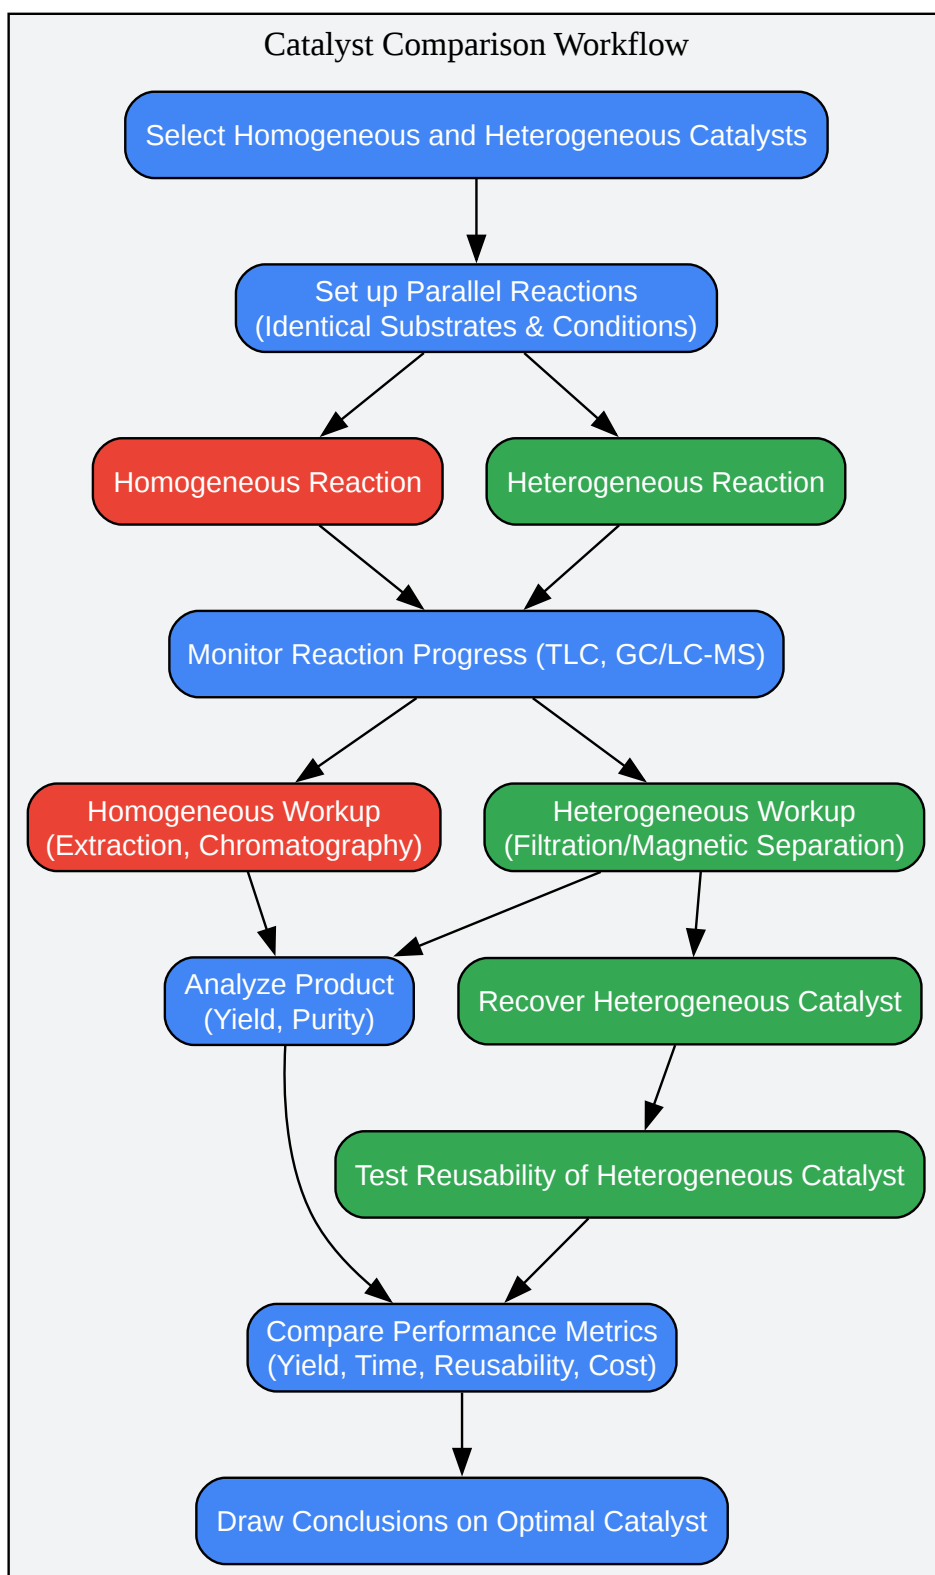 Catalyst Comparison Workflow
Select Homogeneous and Heterogeneous Catalysts
Set up Parallel Reactions
(Identical Substrates & Conditions)
Homogeneous Reaction
Heterogeneous Reaction
Monitor Reaction Progress (TLC, GC/LC-MS)
Homogeneous Workup
(Extraction, Chromatography)
Heterogeneous Workup
(Filtration/Magnetic Separation)
Analyze Product
(Yield, Purity)
Recover Heterogeneous Catalyst
Test Reusability of Heterogeneous Catalyst
Compare Performance Metrics
(Yield, Time, Reusability, Cost)
Draw Conclusions on Optimal Catalyst